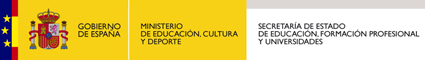 GOBIERNO
DE ESPAÑA
MINISTERIO
DE EDUCACIÓN, CULTURA
Y DEPORTE
SECRETARÍA DE ESTADO
DE EDUCACIÓN, FORMACIÓN PROFESIONAL
Y UNIVERSIDADES